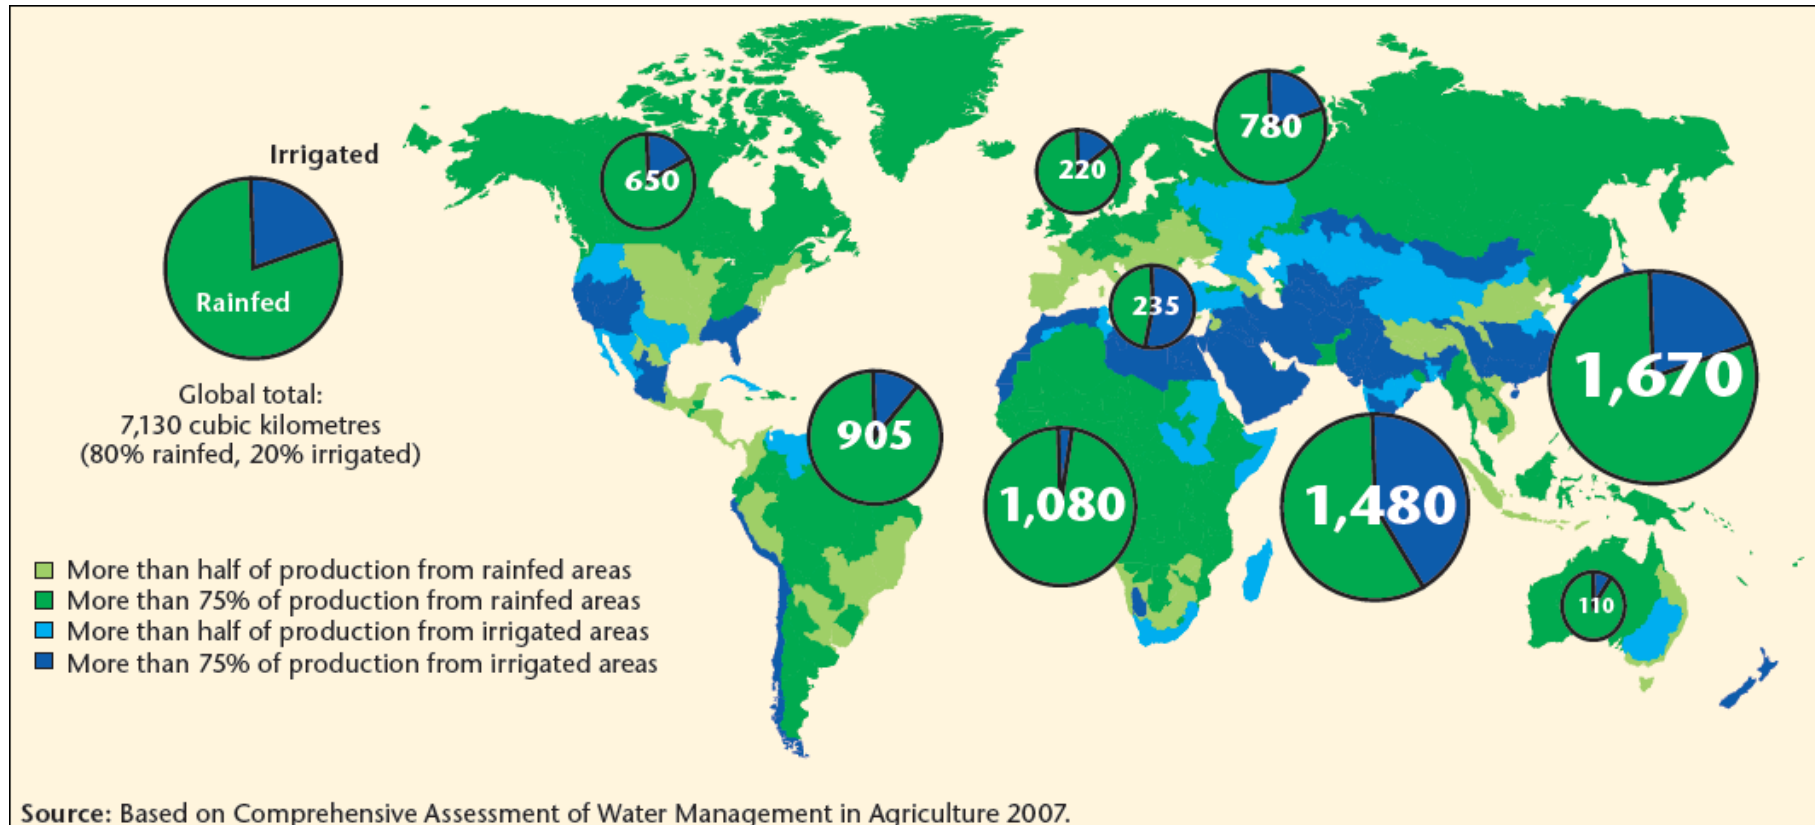 Irrigated
Rainfed
Global total:
7,130 cubic kilometres
(80% rainfed, 20% irrigated)
650
220
780
235
905
1,080
1,480
1,670
110
More than half of production from rainfed areas
More than 75% of production from rainfed areas
More than half of production from irrigated areas
More than 75% of production from irrigated areas
Source: Based on Comprehensive Assessment of Water Management in Agriculture 2007.